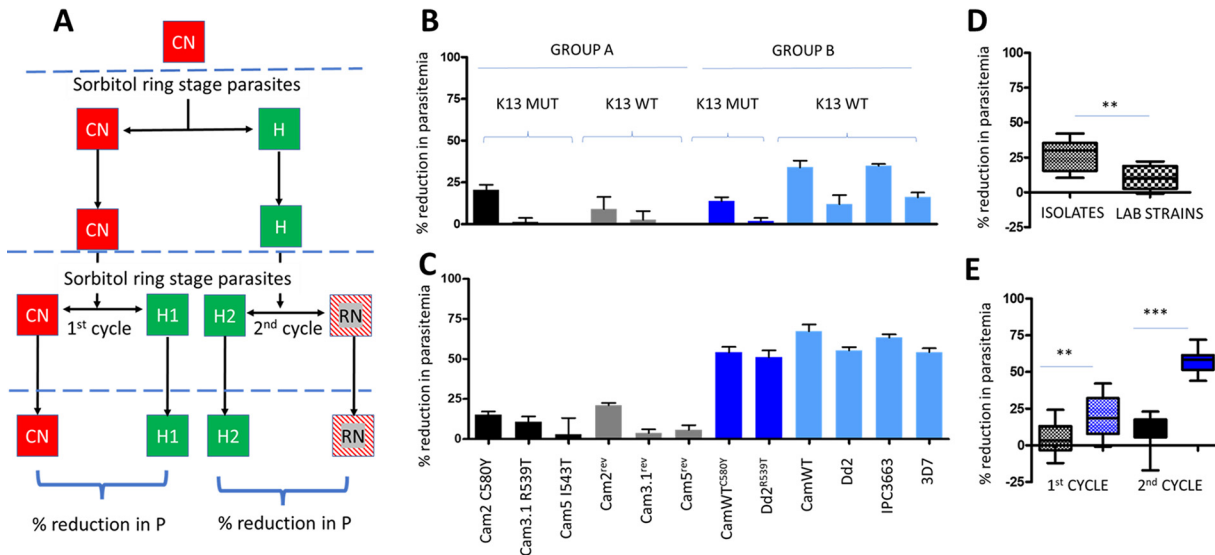 A
CN
Sorbitol ring stage parasites
CN
H
CN
H
Sorbitol ring stage parasites
CN
H1
H2
RN
1st cycle
2nd cycle
CN
H1
H2
RN
% reduction in P
% reduction in P
B
GROUP A
GROUP B
K13 MUT
K13 WT
K13 MUT
K13 WT
% reduction in parasitemia
100
75
50
25
0
C
% reduction in parasitemia
100
75
50
25
0
Cam2 C580Y
Cam3.1 R539T
Cam5 I543T
Cam2rev
Cam3.1rev
Cam5rev
CamWTC580Y
Dd2R539T
CamWT
Dd2
IPC3663
3D7
D
% reduction in parasitemia
100
75
50
25
0
-25
**
ISOLATES
LAB STRAINS
E
% reduction in parasitemia
100
75
50
25
0
-25
**
***
1st CYCLE
2nd CYCLE